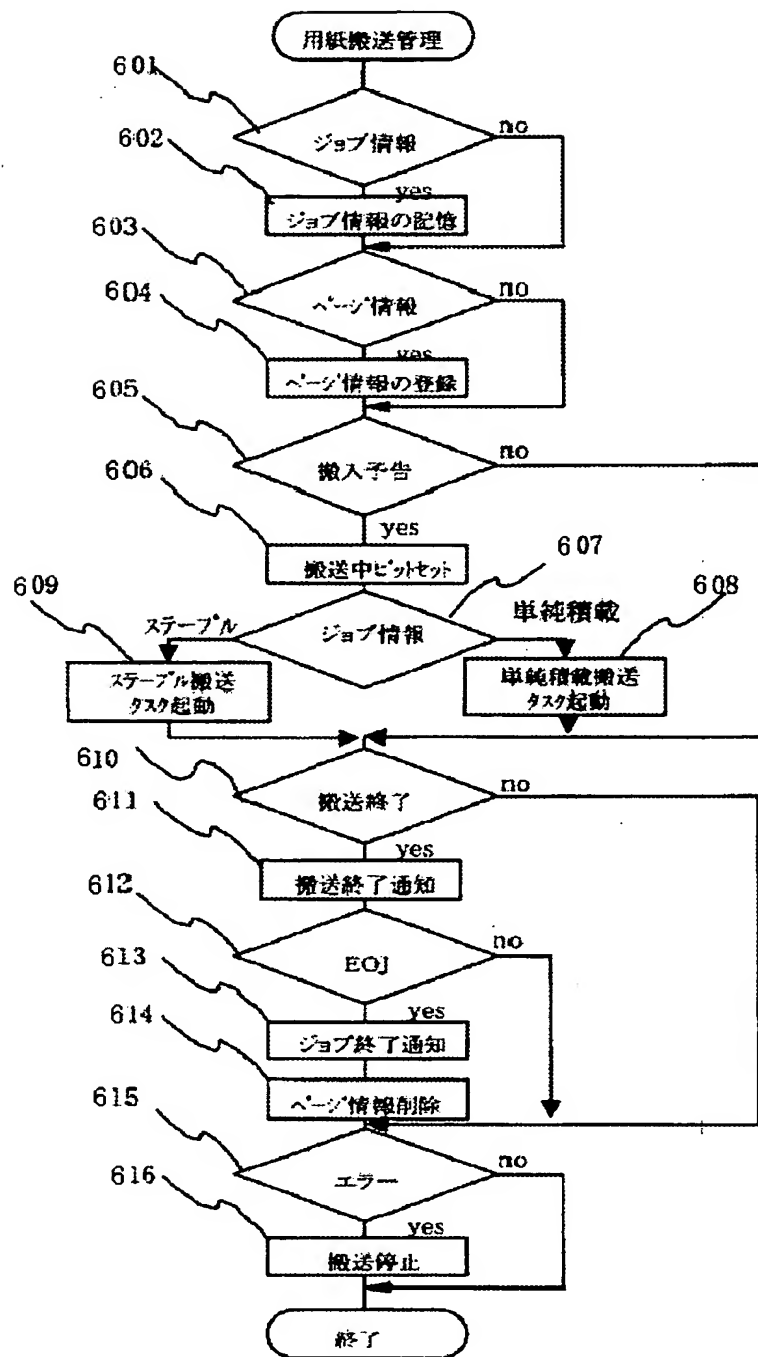 用紙搬送管理
601
ジョブ情報
no
602
yes
ジョブ情報の記憶
603
ページ情報
no
604
yes
ページ情報の登録
605
搬入予告
no
606
yes
搬送中ビットセット
607
609
608
ステープル
ジョブ情報
単純積載
ステープル搬送
タスク起動
単純積載搬送
タスク起動
610
搬送終了
no
611
yes
搬送終了通知
612
EOJ
no
613
yes
ジョブ終了通知
614
ページ情報削除
615
エラー
no
616
yes
搬送停止
終了